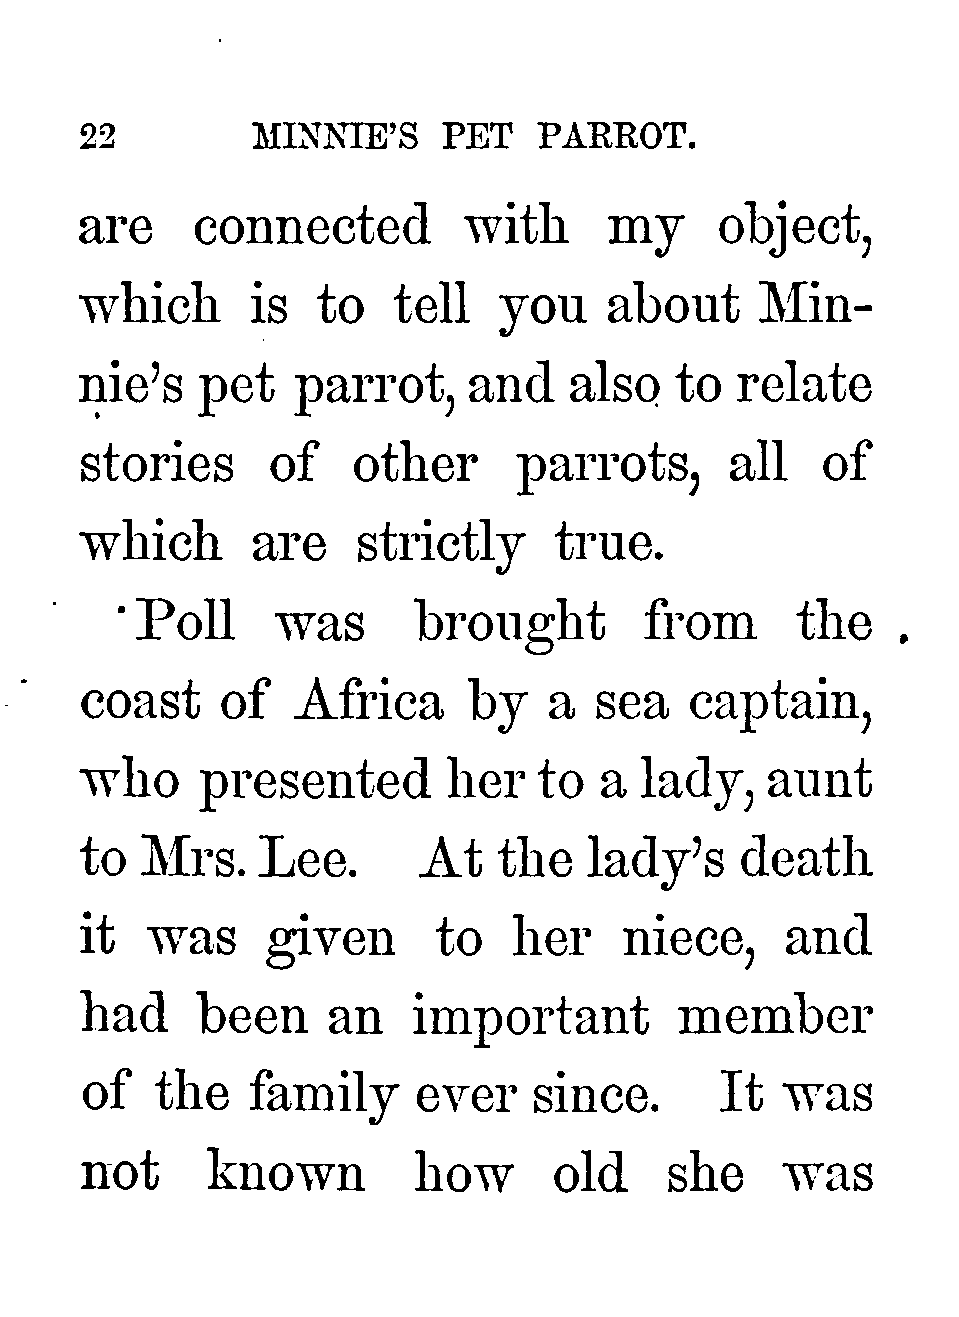 22 MINNIE'S PET PARROT.
are connected with my object,
which is to tell you about Min-
nie's pet parrot, and also to relate
stories of other parrots, all of
which are strictly true.
Poll was brought from the
coast of Africa by a sea captain,
who presented her to a lady, aunt
to Mrs. Lee. At the lady's death
it was given to her niece, and
had been an important member
of the family ever since. It was
not known how old she was